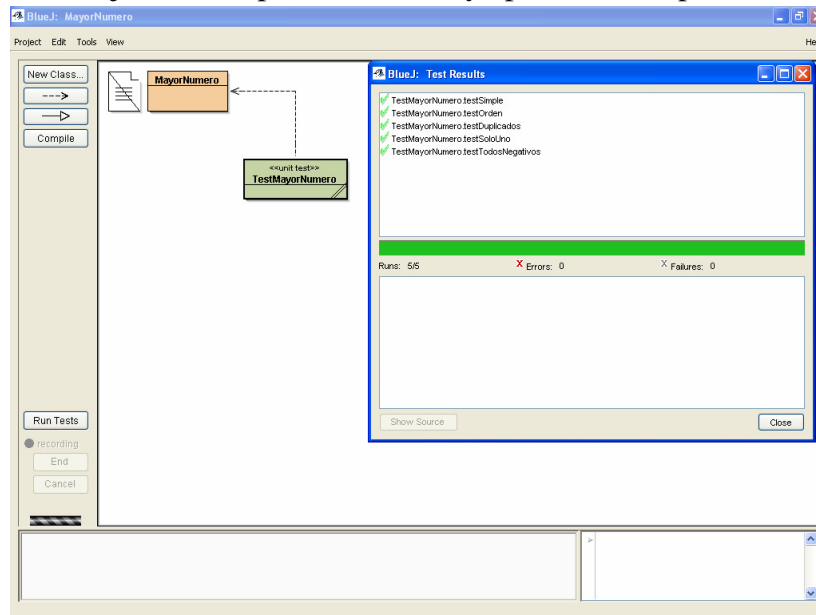 BlueJ: MayorNumero
Project Edit Tools View
He
New Class...
Compile
Run Tests
recording
End
Cancel
MayorNumero
<<unit test>>
TestMayorNumero
BlueJ: Test Results
TestMayorNumero.testSimple
TestMayorNumero.testOrden
TestMayorNumero.testDuplicados
TestMayorNumero.testSoloUno
TestMayorNumero.testTodosNegativos
Runs: 5/5 X Errors: 0 X Failures: 0
Show Source Close
>